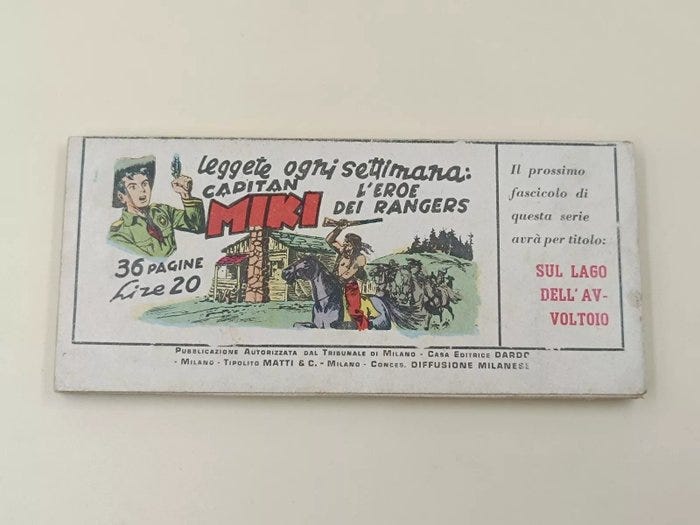 leggete ogni settimana:
CAPITAN
MIKI
L'EROE
DEI RANGERS
36 PAGINE
Lire 20
Il prossimo
fascicolo di
questa serie
avrà per titolo:
SUL LAGO
DELL'AV-
VOLTOIO
PUBBLICAZIONE AUTORIZZATA DAL TRIBUNALE DI MILANO - CASA EDITRICE DARDO
- MILANO - TIPOLITO MATTI & C. - MILANO - CONCES. DIFFUSIONE MILANESE